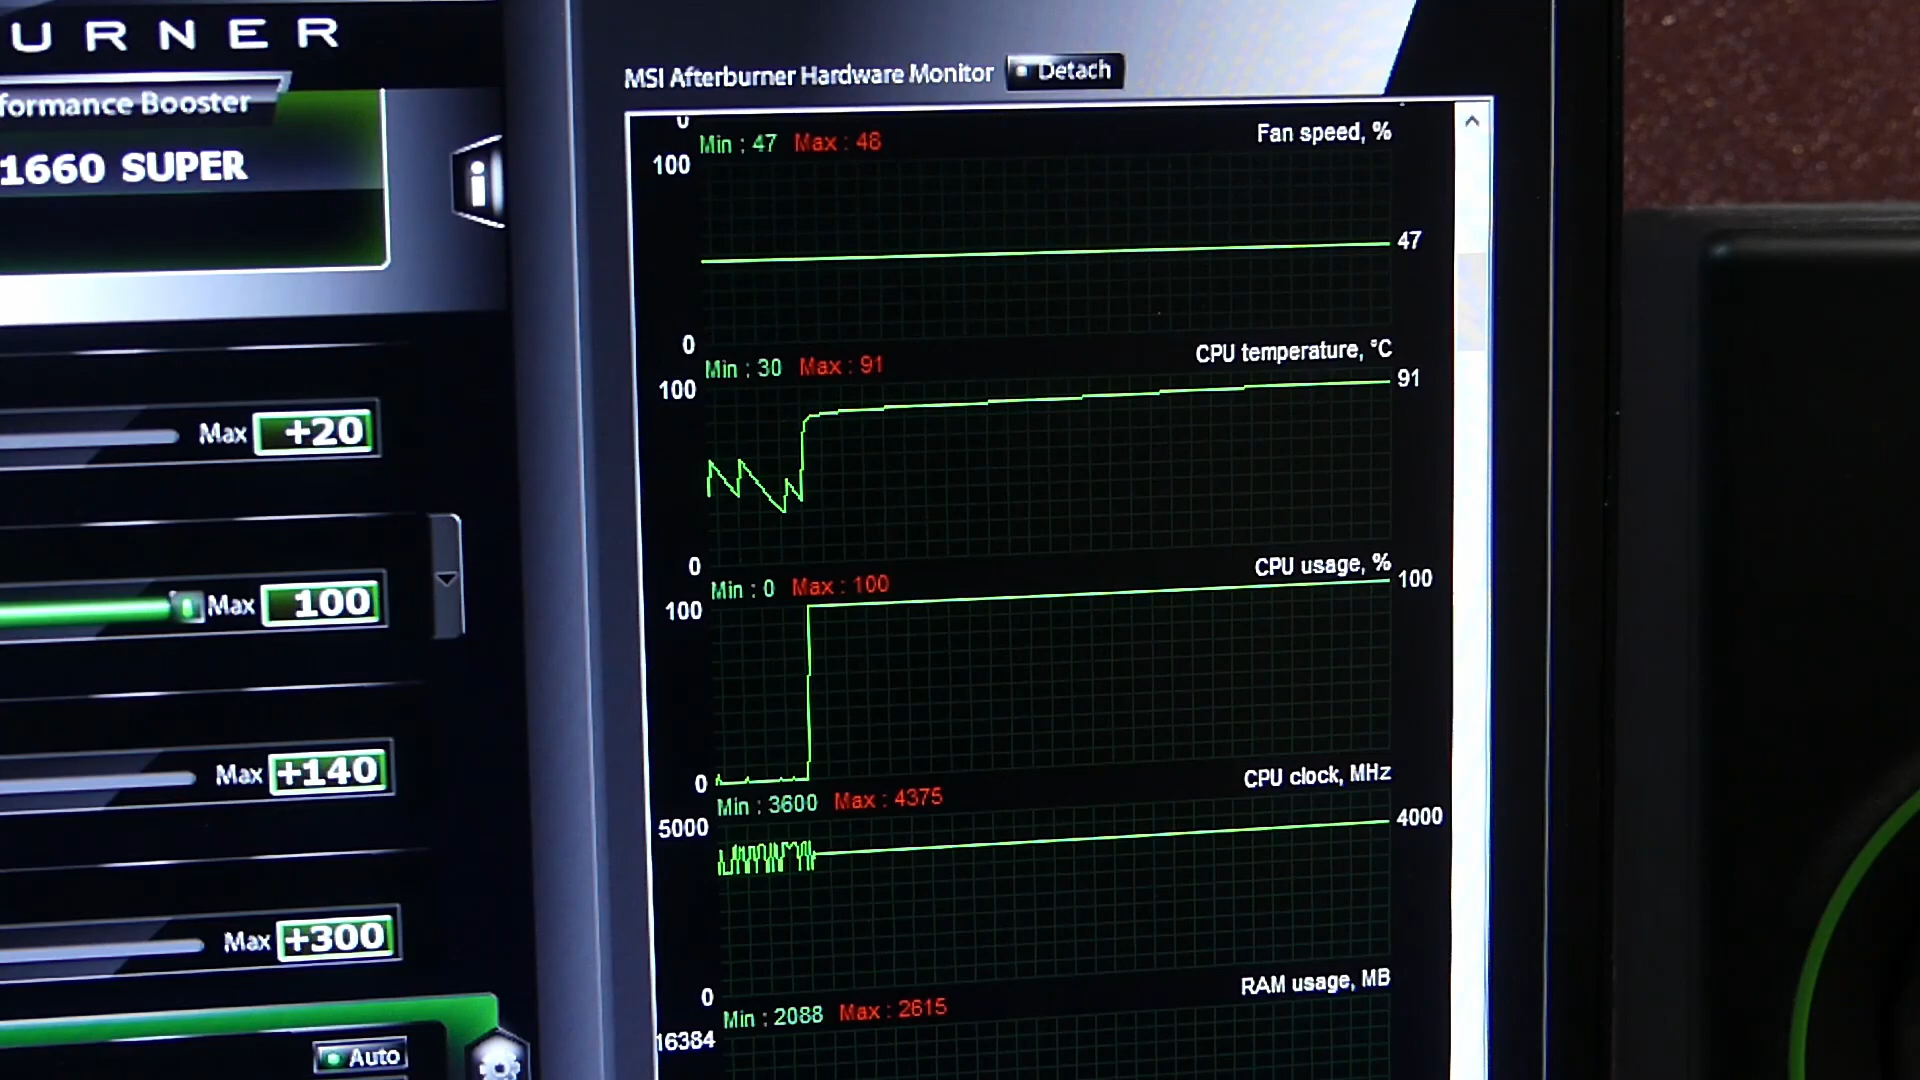 URNER
formance Booster
1660 SUPER
i
Max +20
Max 100
Max +140
Max +300
Auto
MSI Afterburner Hardware Monitor Detach
0
Min : 47 Max : 48 Fan speed, %
100
47
0
Min : 30 Max : 91 CPU temperature, °C
100
91
0
Min : 0 Max : 100 CPU usage, %
100
100
0
Min : 3600 Max : 4375 CPU clock, MHz
5000
4000
0
Min : 2088 Max : 2615 RAM usage, MB
16384